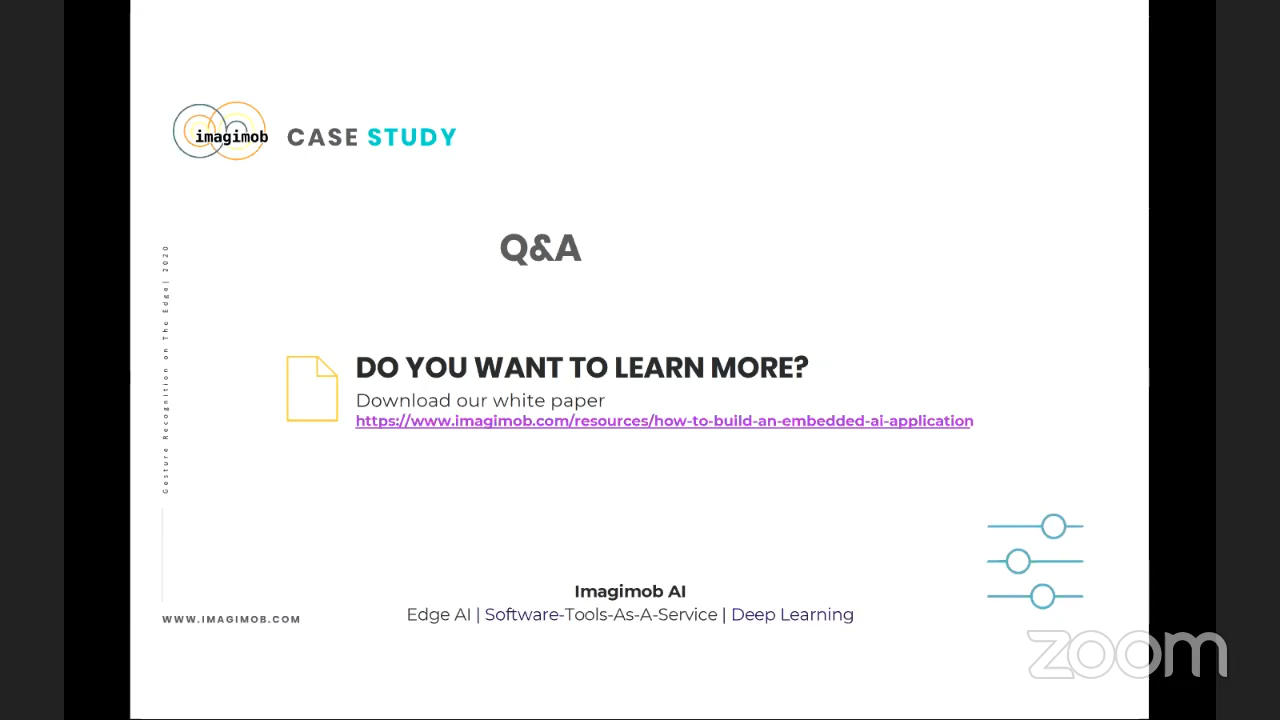 imagimob
CASE STUDY
Q&A
Gesture Recognition on The Edge| 2020
DO YOU WANT TO LEARN MORE?
Download our white paper
https://www.imagimob.com/resources/how-to-build-an-embedded-ai-application
Imagimob AI
Edge AI | Software-Tools-As-A-Service | Deep Learning
WWW.IMAGIMOB.COM
zoom